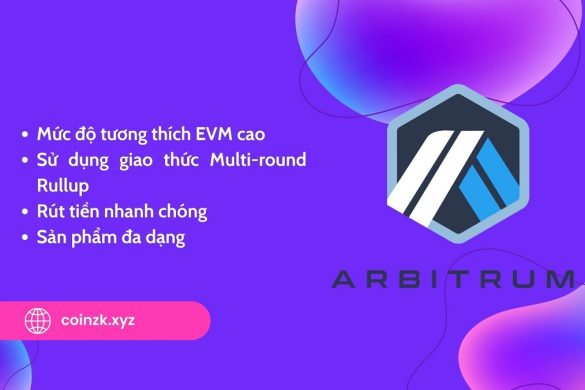 Mức độ tương thích EVM cao
Sử dụng giao thức Multi-round
Rullup
Rút tiền nhanh chóng
Sản phẩm đa dạng
ARBITRUM
coinzk.xyz